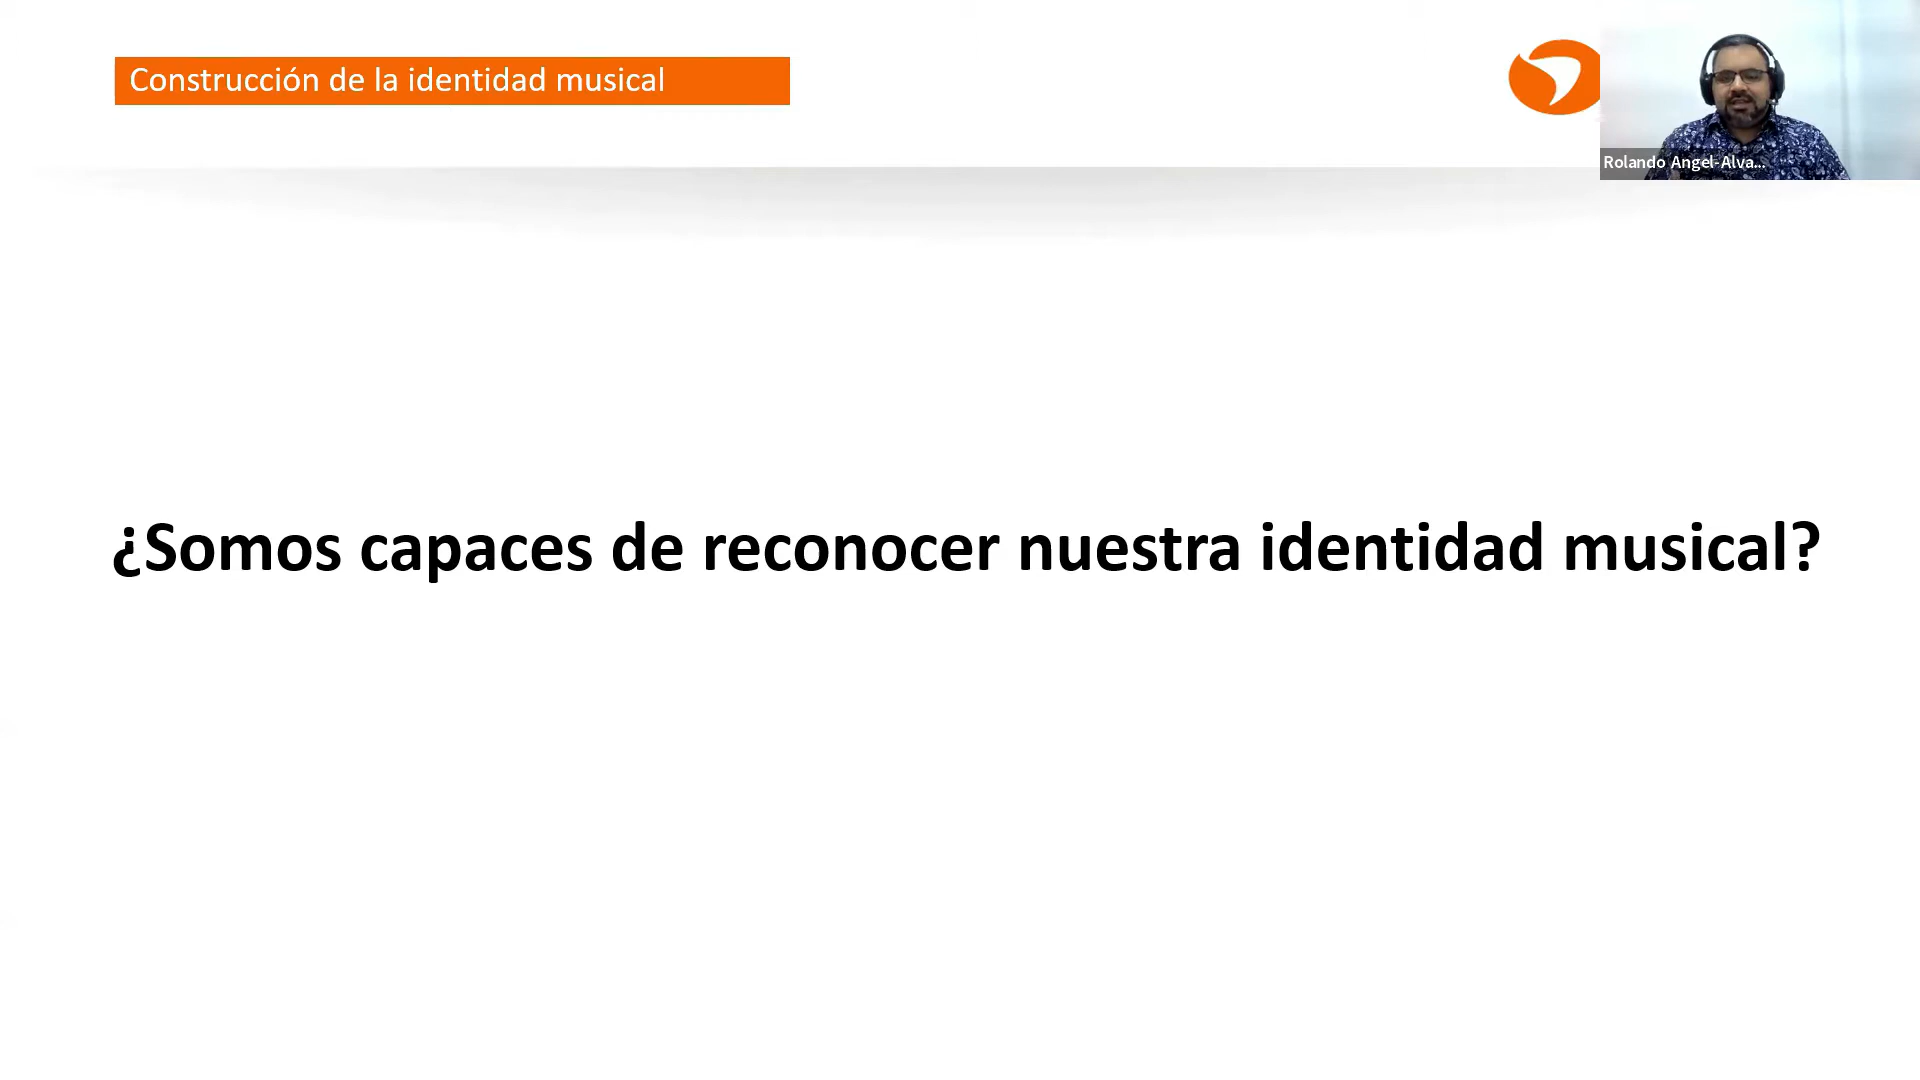 Construcción de la identidad musical
Rolando Angel-Alva...
¿Somos capaces de reconocer nuestra identidad musical?